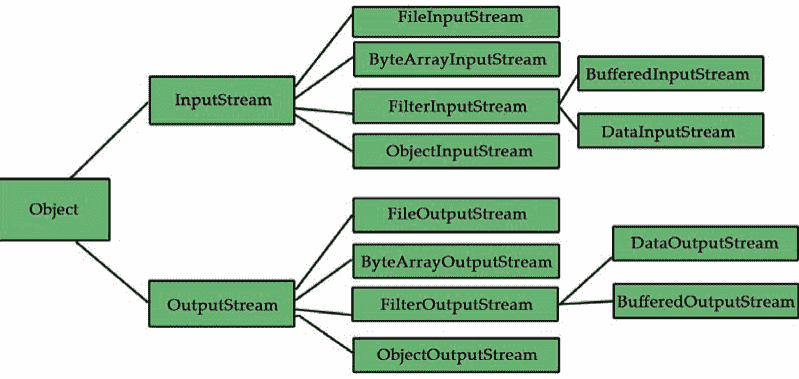 Object
InputStream
FileInputStream
ByteArrayInputStream
FilterInputStream
BufferedInputStream
DataInputStream
ObjectInputStream
OutputStream
FileOutputStream
ByteArrayOutputStream
FilterOutputStream
DataOutputStream
BufferedOutputStream
ObjectOutputStream